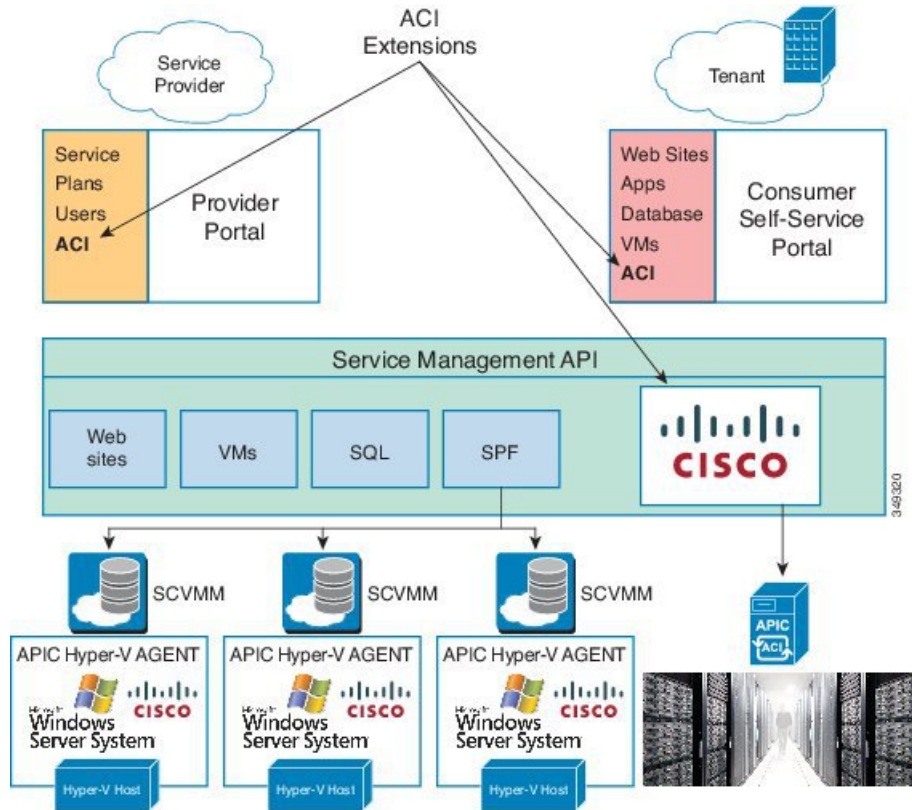 ACI
Extensions
Service
Provider
Tenant
Service
Plans
Users
ACI
Provider
Portal
Web Sites
Apps
Database
VMs
ACI
Consumer
Self-Service
Portal
Service Management API
Web
sites
VMs
SQL
SPF
CISCO
349320
SCVMM
SCVMM
SCVMM
APIC Hyper-V AGENT
Windows
Server System
CISCO
Hyper-V Host
APIC Hyper-V AGENT
Windows
Server System
CISCO
Hyper-V Host
APIC Hyper-V AGENT
Windows
Server System
CISCO
Hyper-V Host
APIC
ACI